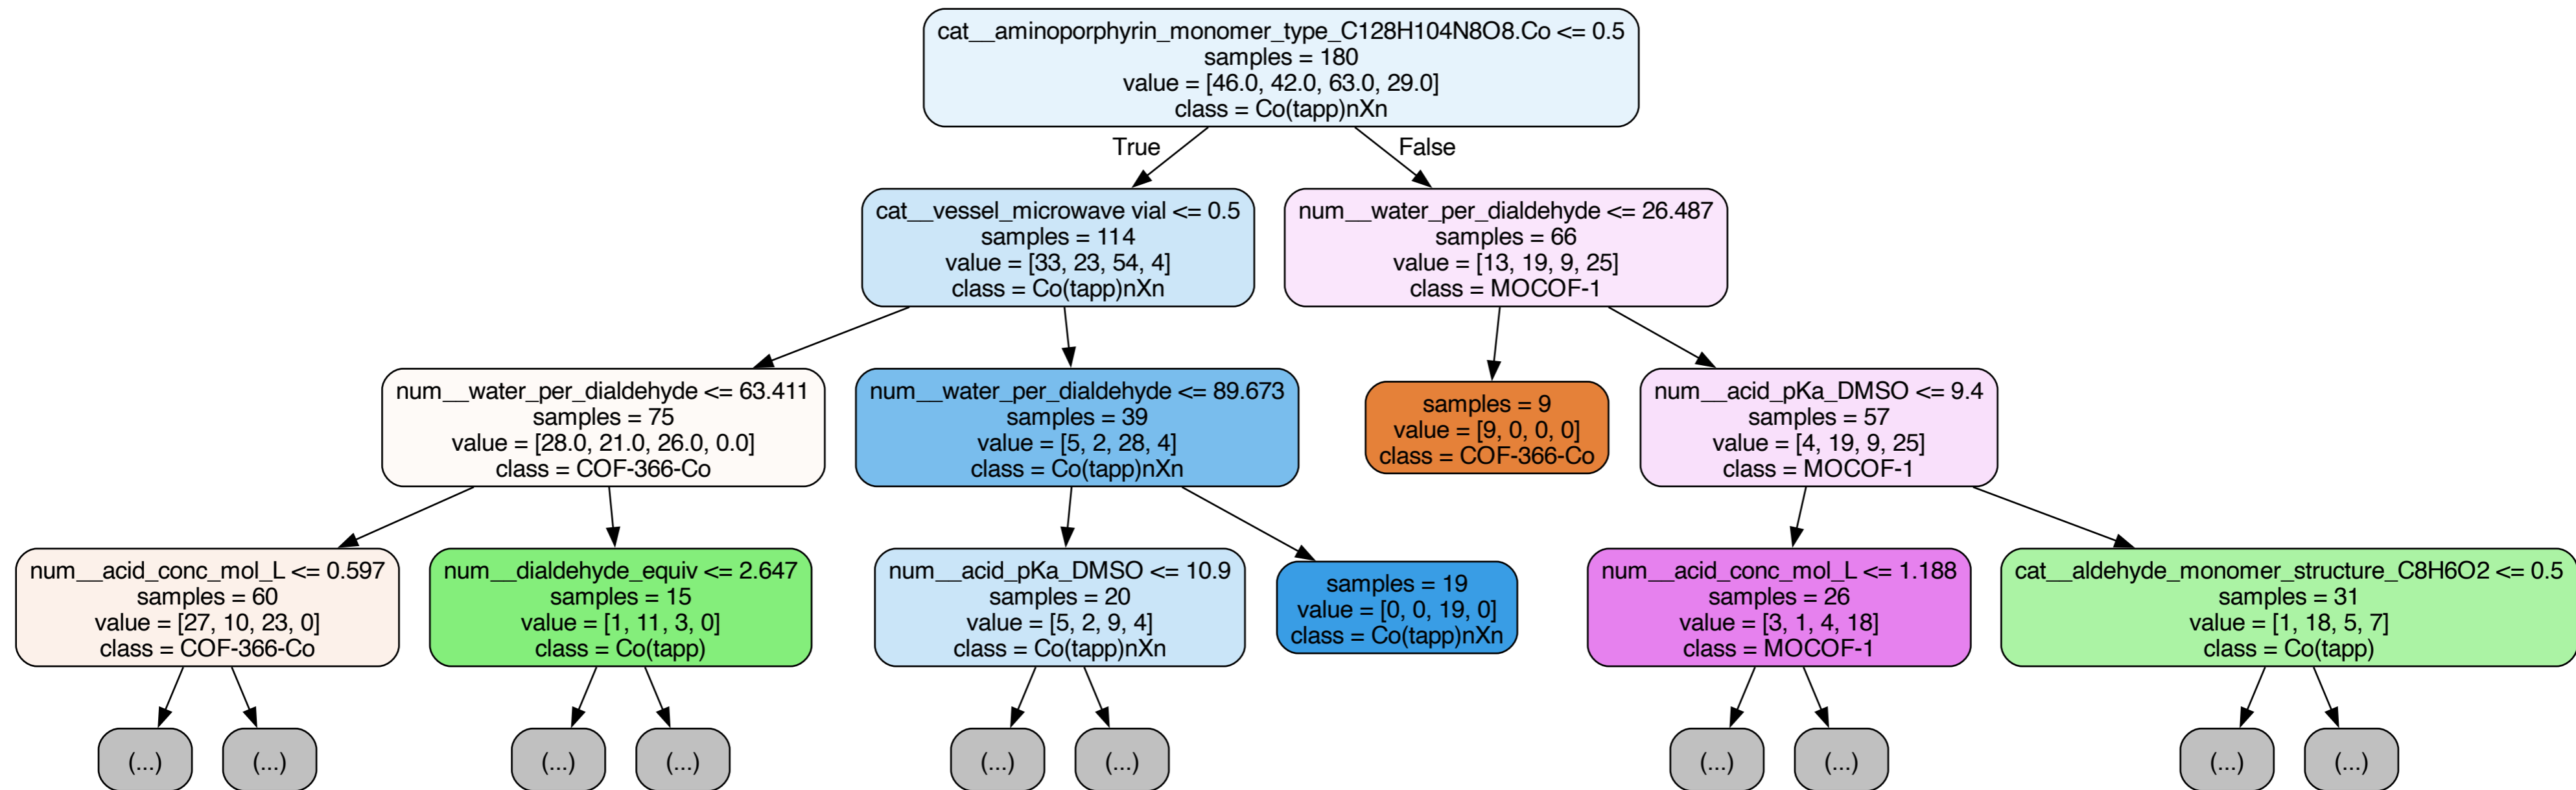 cat__aminoporphyrin_monomer_type_C128H104N8O8.Co <= 0.5
samples = 180
value = [46.0, 42.0, 63.0, 29.0]
class = Co(tapp)nXn
True
False
cat__vessel_microwave vial <= 0.5
samples = 114
value = [33, 23, 54, 4]
class = Co(tapp)nXn
num__water_per_dialdehyde <= 26.487
samples = 66
value = [13, 19, 9, 25]
class = MOCOF-1
num__water_per_dialdehyde <= 63.411
samples = 75
value = [28.0, 21.0, 26.0, 0.0]
class = COF-366-Co
num__water_per_dialdehyde <= 89.673
samples = 39
value = [5, 2, 28, 4]
class = Co(tapp)nXn
samples = 9
value = [9, 0, 0, 0]
class = COF-366-Co
num__acid_pKa_DMSO <= 9.4
samples = 57
value = [4, 19, 9, 25]
class = MOCOF-1
num__acid_conc_mol_L <= 0.597
samples = 60
value = [27, 10, 23, 0]
class = COF-366-Co
num__dialdehyde_equiv <= 2.647
samples = 15
value = [1, 11, 3, 0]
class = Co(tapp)
num__acid_pKa_DMSO <= 10.9
samples = 20
value = [5, 2, 9, 4]
class = Co(tapp)nXn
samples = 19
value = [0, 0, 19, 0]
class = Co(tapp)nXn
num__acid_conc_mol_L <= 1.188
samples = 26
value = [3, 1, 4, 18]
class = MOCOF-1
cat__aldehyde_monomer_structure_C8H6O2 <= 0.5
samples = 31
value = [1, 18, 5, 7]
class = Co(tapp)
(...)
(...)
(...)
(...)
(...)
(...)
(...)
(...)
(...)
(...)